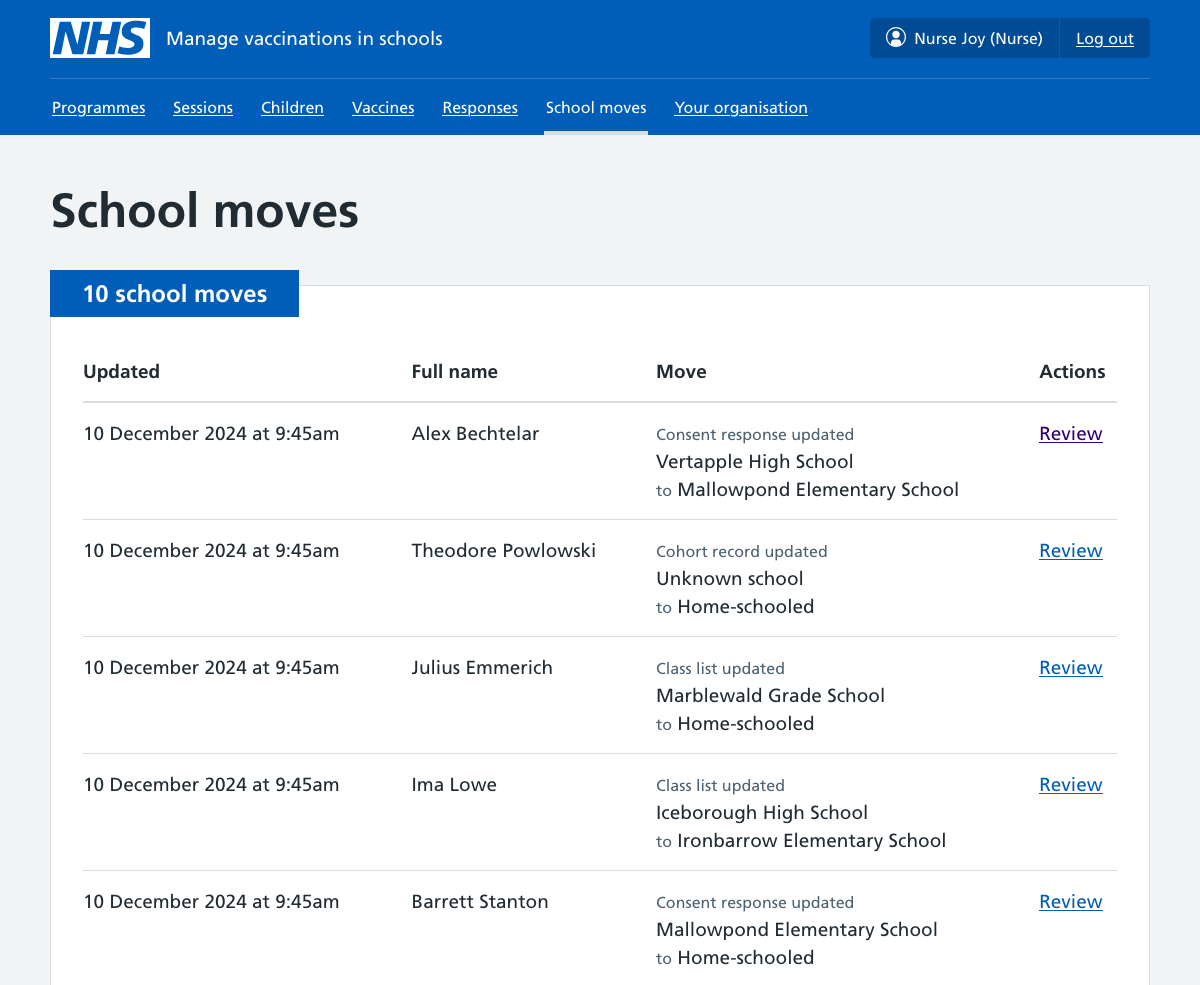 NHS Manage vaccinations in schools Nurse Joy (Nurse) Log out
Programmes Sessions Children Vaccines Responses School moves Your organisation
School moves
10 school moves
Updated Full name Move Actions
10 December 2024 at 9:45am Alex Bechtelar Consent response updated Review
Vertapple High School
to Mallowpond Elementary School
10 December 2024 at 9:45am Theodore Powlowski Cohort record updated Review
Unknown school
to Home-schooled
10 December 2024 at 9:45am Julius Emmerich Class list updated Review
Marblewald Grade School
to Home-schooled
10 December 2024 at 9:45am Ima Lowe Class list updated Review
Iceborough High School
to Ironbarrow Elementary School
10 December 2024 at 9:45am Barrett Stanton Consent response updated Review
Mallowpond Elementary School
to Home-schooled